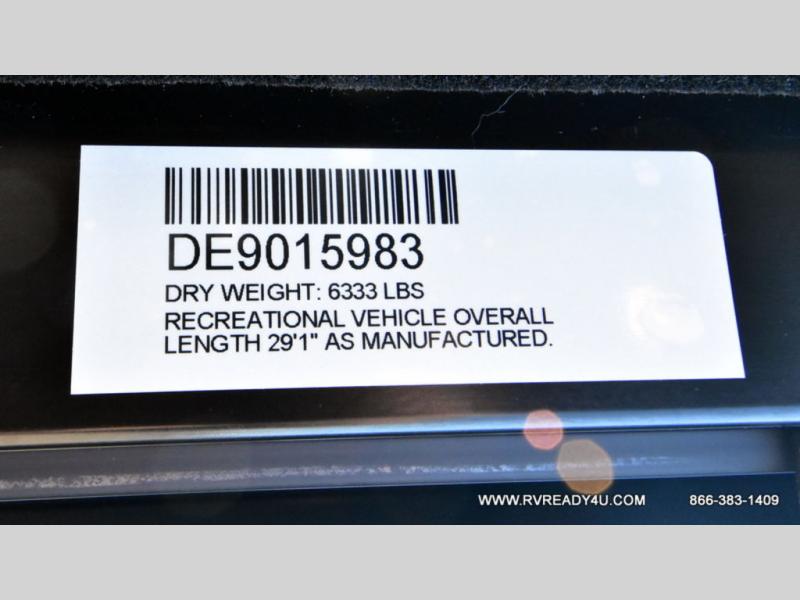 DE9015983
DRY WEIGHT: 6333 LBS
RECREATIONAL VEHICLE OVERALL
LENGTH 29'1" AS MANUFACTURED.
WWW.RVREADY4U.COM 866-383-1409